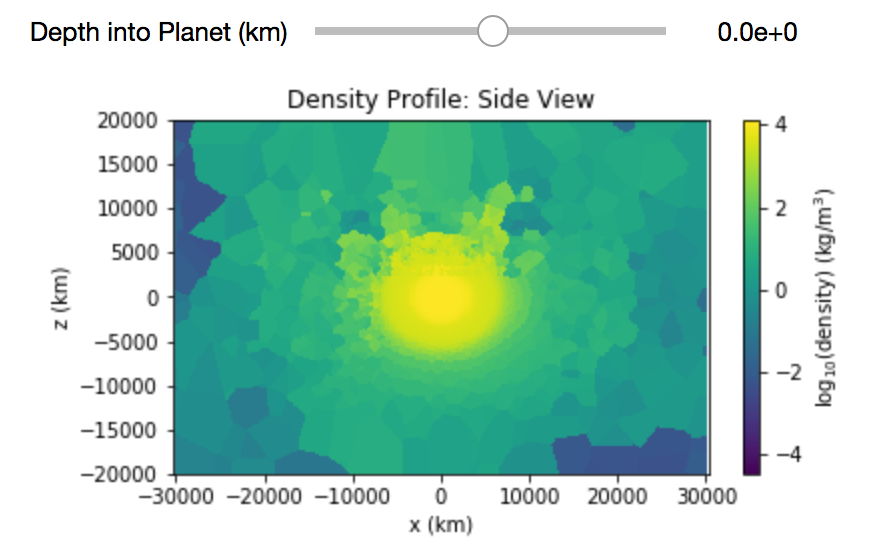 Depth into Planet (km) 0.0e+0
Density Profile: Side View
20000
15000
10000
5000
0
−5000
−10000
−15000
−20000
z (km)
−30000 −20000 −10000 0 10000 20000 30000
x (km)
4
2
0
−2
−4
log₁₀(density) (kg/m³)